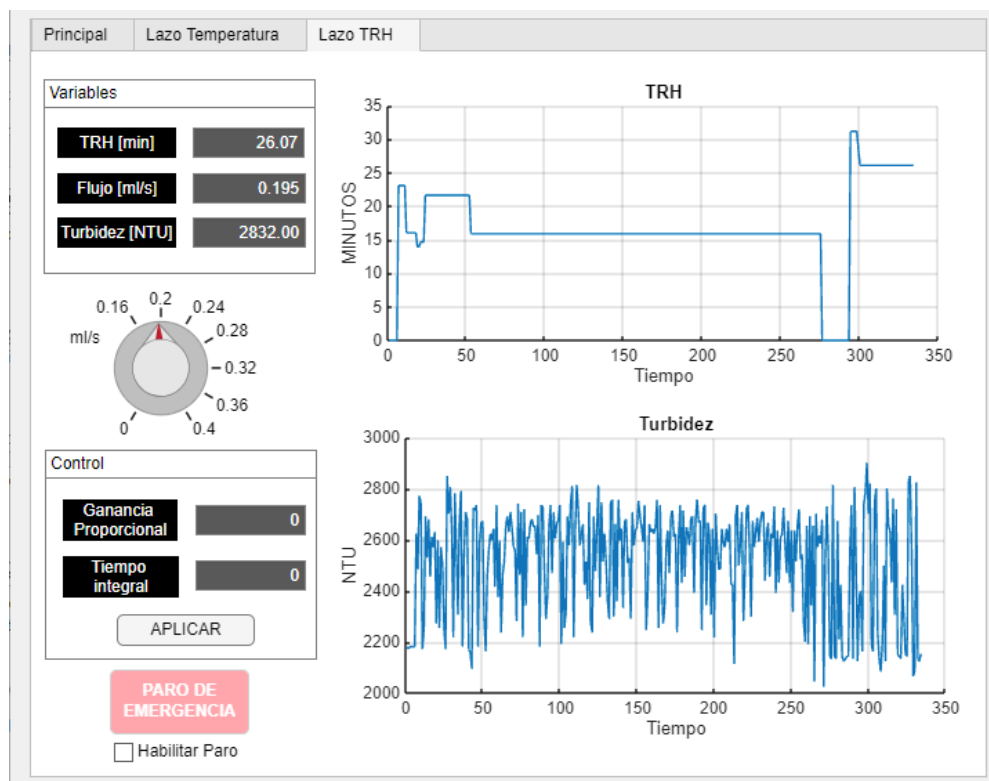 Principal Lazo Temperatura Lazo TRH
Variables
TRH [min] 26.07
Flujo [ml/s] 0.195
Turbidez [NTU] 2832.00
ml/s
0 0.16 0.2 0.24 0.28 0.32 0.36 0.4
Control
Ganancia
Proporcional 0
Tiempo
integral 0
APLICAR
PARO DE
EMERGENCIA
Habilitar Paro
TRH
MINUTOS
35
30
25
20
15
10
5
0
0 50 100 150 200 250 300 350
Tiempo
Turbidez
NTU
3000
2800
2600
2400
2200
2000
0 50 100 150 200 250 300 350
Tiempo